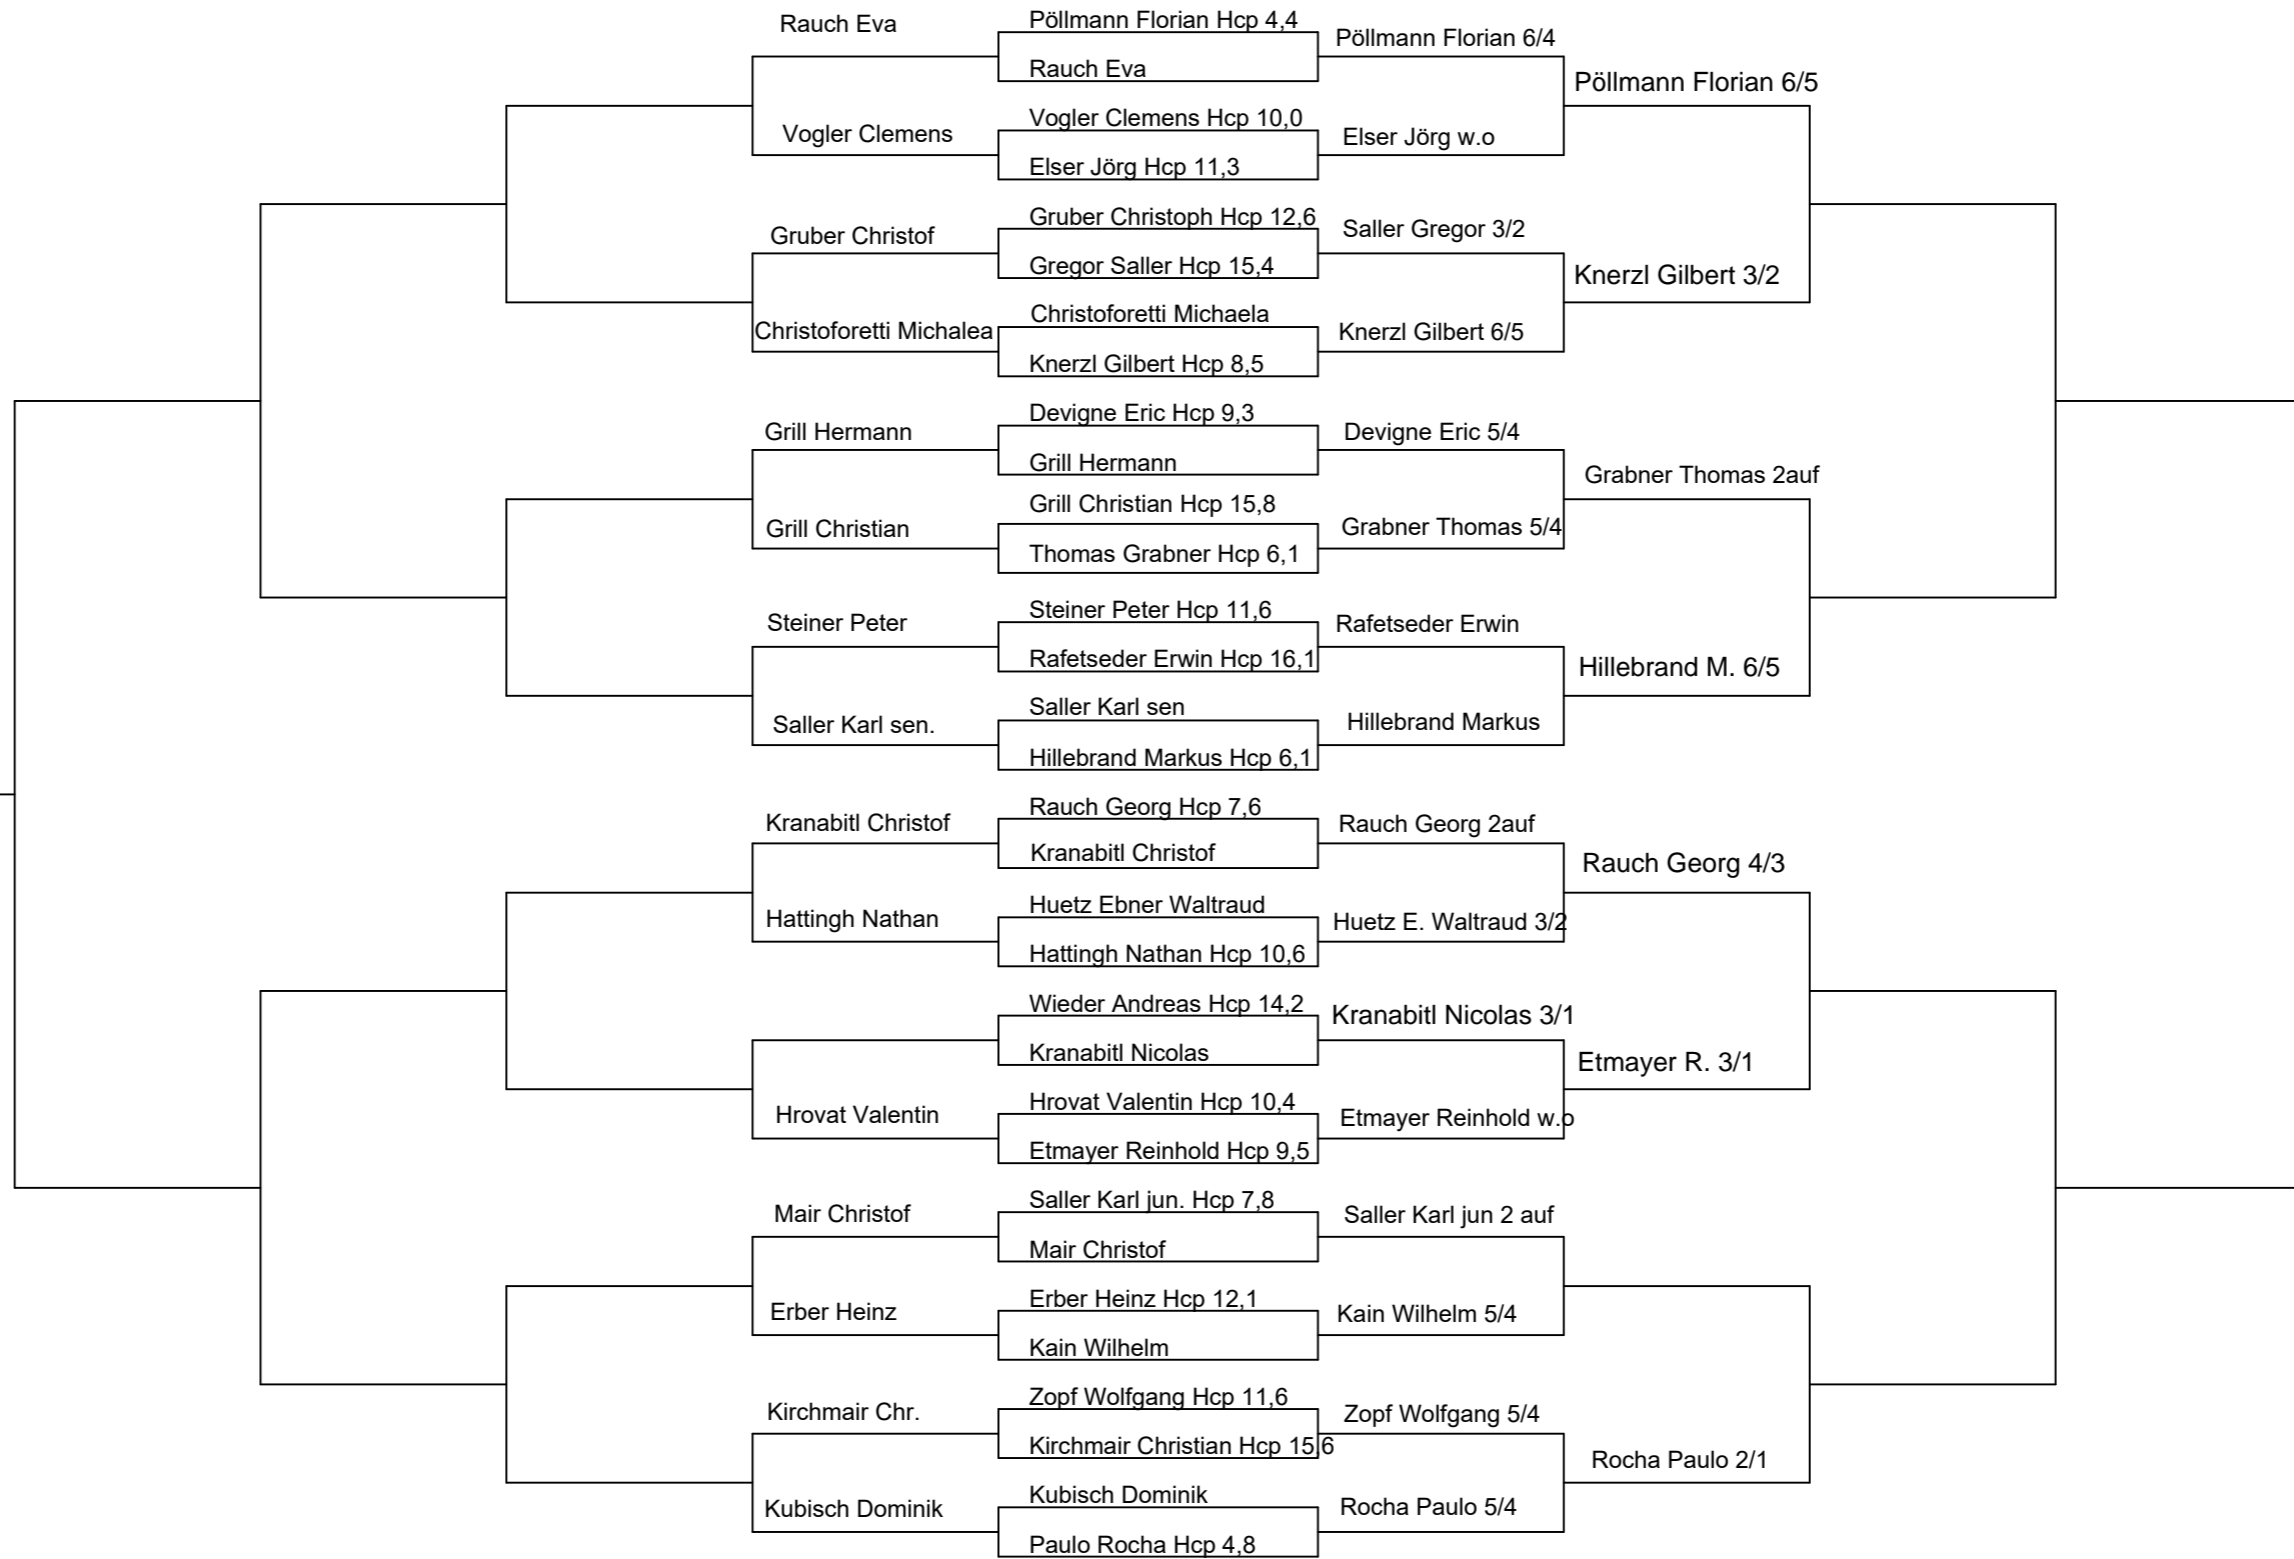 Rauch Eva
Vogler Clemens
Gruber Christof
Christoforetti Michalea
Grill Hermann
Grill Christian
Steiner Peter
Saller Karl sen.
Kranabitl Christof
Hattingh Nathan
Hrovat Valentin
Mair Christof
Erber Heinz
Kirchmair Chr.
Kubisch Dominik
Pöllmann Florian Hcp 4,4
Rauch Eva
Vogler Clemens Hcp 10,0
Elser Jörg Hcp 11,3
Gruber Christoph Hcp 12,6
Gregor Saller Hcp 15,4
Christoforetti Michaela
Knerzl Gilbert Hcp 8,5
Devigne Eric Hcp 9,3
Grill Hermann
Grill Christian Hcp 15,8
Thomas Grabner Hcp 6,1
Steiner Peter Hcp 11,6
Rafetseder Erwin Hcp 16,1
Saller Karl sen
Hillebrand Markus Hcp 6,1
Rauch Georg Hcp 7,6
Kranabitl Christof
Huetz Ebner Waltraud
Hattingh Nathan Hcp 10,6
Wieder Andreas Hcp 14,2
Kranabitl Nicolas
Hrovat Valentin Hcp 10,4
Etmayer Reinhold Hcp 9,5
Saller Karl jun. Hcp 7,8
Mair Christof
Erber Heinz Hcp 12,1
Kain Wilhelm
Zopf Wolfgang Hcp 11,6
Kirchmair Christian Hcp 15,6
Kubisch Dominik
Paulo Rocha Hcp 4,8
Pöllmann Florian 6/4
Elser Jörg w.o
Saller Gregor 3/2
Knerzl Gilbert 6/5
Devigne Eric 5/4
Grabner Thomas 5/4
Rafetseder Erwin
Hillebrand Markus
Rauch Georg 2auf
Huetz E. Waltraud 3/2
Kranabitl Nicolas 3/1
Etmayer Reinhold w.o
Saller Karl jun 2 auf
Kain Wilhelm 5/4
Zopf Wolfgang 5/4
Rocha Paulo 5/4
Pöllmann Florian 6/5
Knerzl Gilbert 3/2
Grabner Thomas 2auf
Hillebrand M. 6/5
Rauch Georg 4/3
Etmayer R. 3/1
Rocha Paulo 2/1